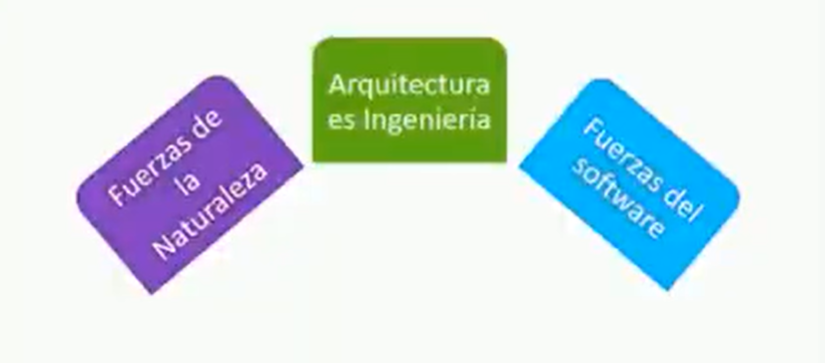 Fuerzas de
la
Naturaleza
Arquitectura
es Ingeniería
Fuerzas del
software